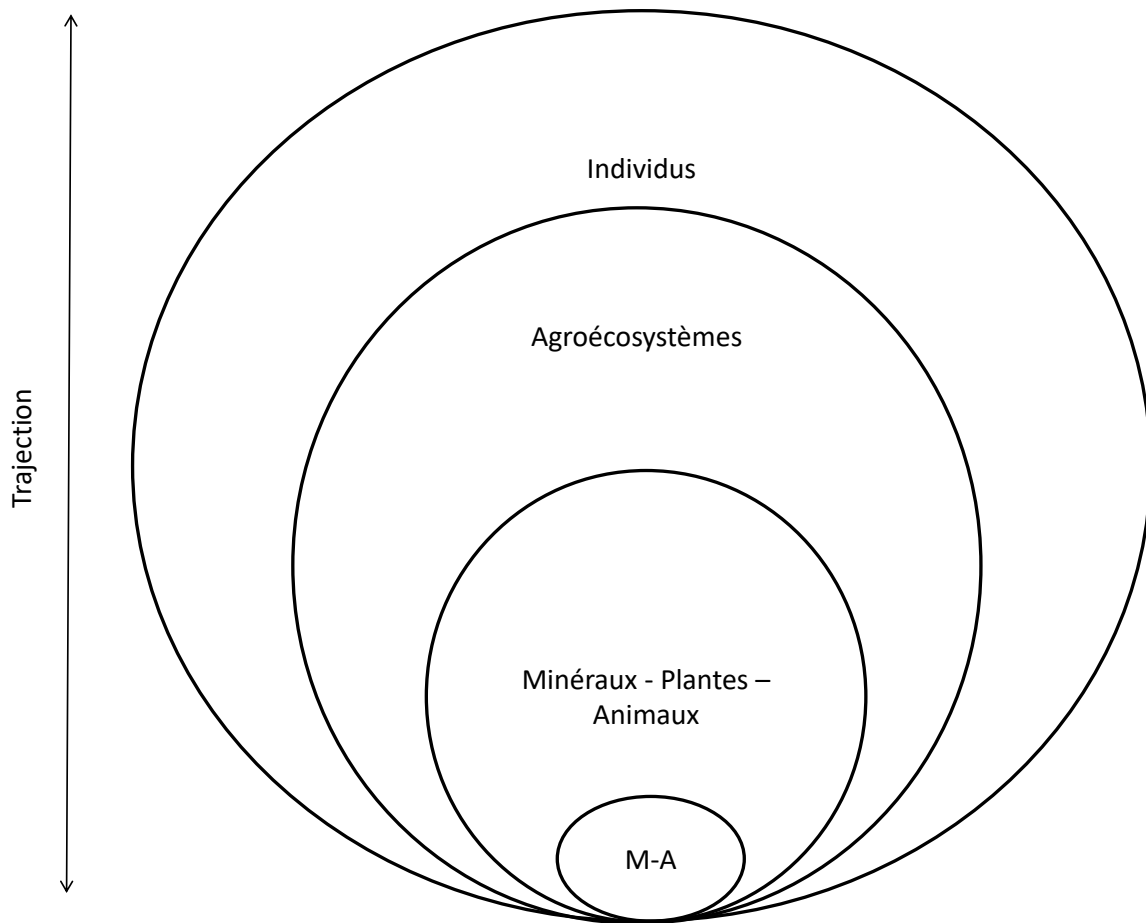 Individus
Agroécosystèmes
Trajection
Minéraux - Plantes –
Animaux
M-A